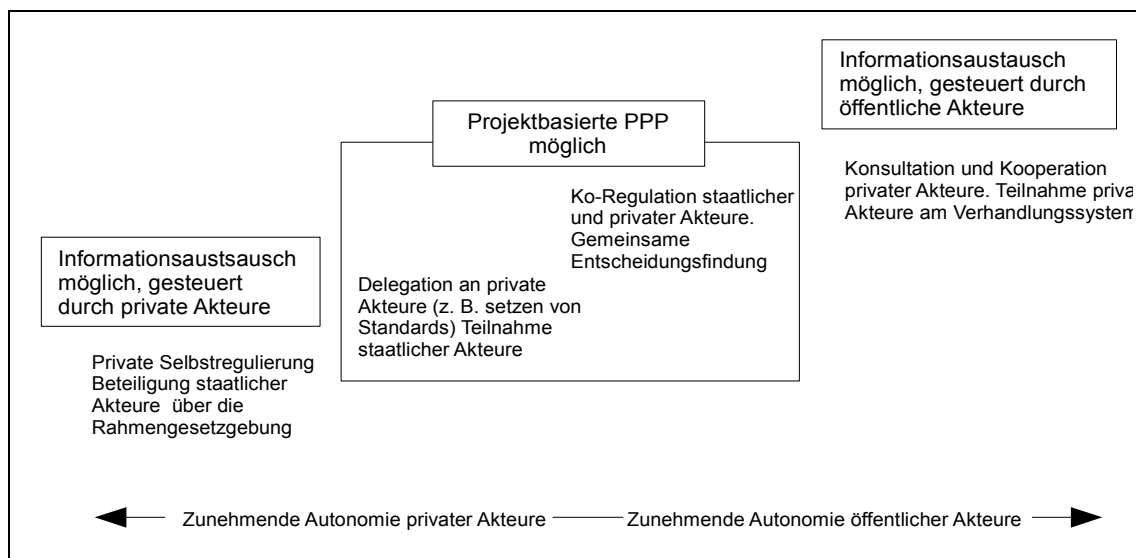 Informationsaustausch
möglich, gesteuert durch
öffentliche Akteure
Projektbasierte PPP
möglich
Konsultation und Kooperation
privater Akteure. Teilnahme
Akteure am Verhandlungssystem
Ko-Regulation staatlicher
und privater Akteure.
Gemeinsame
Entscheidungsfindung
Informationsaustsausch
möglich, gesteuert
durch private Akteure
Delegation an private
Akteure (z. B. setzen von
Standards) Teilnahme
staatlicher Akteure
Private Selbstregulierung
Beteiligung staatlicher
Akteure über die
Rahmengesetzgebung
Zunehmende Autonomie privater Akteure
Zunehmende Autonomie öffentlicher Akteure